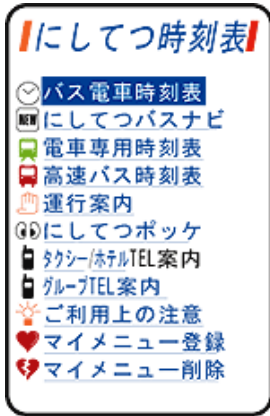 にしてつ時刻表
バス電車時刻表
NEW にしてつバスナビ
電車専用時刻表
高速バス時刻表
運行案内
にしてつポッケ
ﾀｸｼｰ/ﾎﾃﾙTEL案内
ｸﾞﾙｰﾌﾟTEL案内
ご利用上の注意
マイメニュー登録
マイメニュー削除